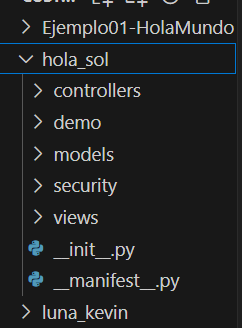 Ejemplo01-HolaMundo
hola_sol
controllers
demo
models
security
views
__init__.py
__manifest__.py
luna_kevin